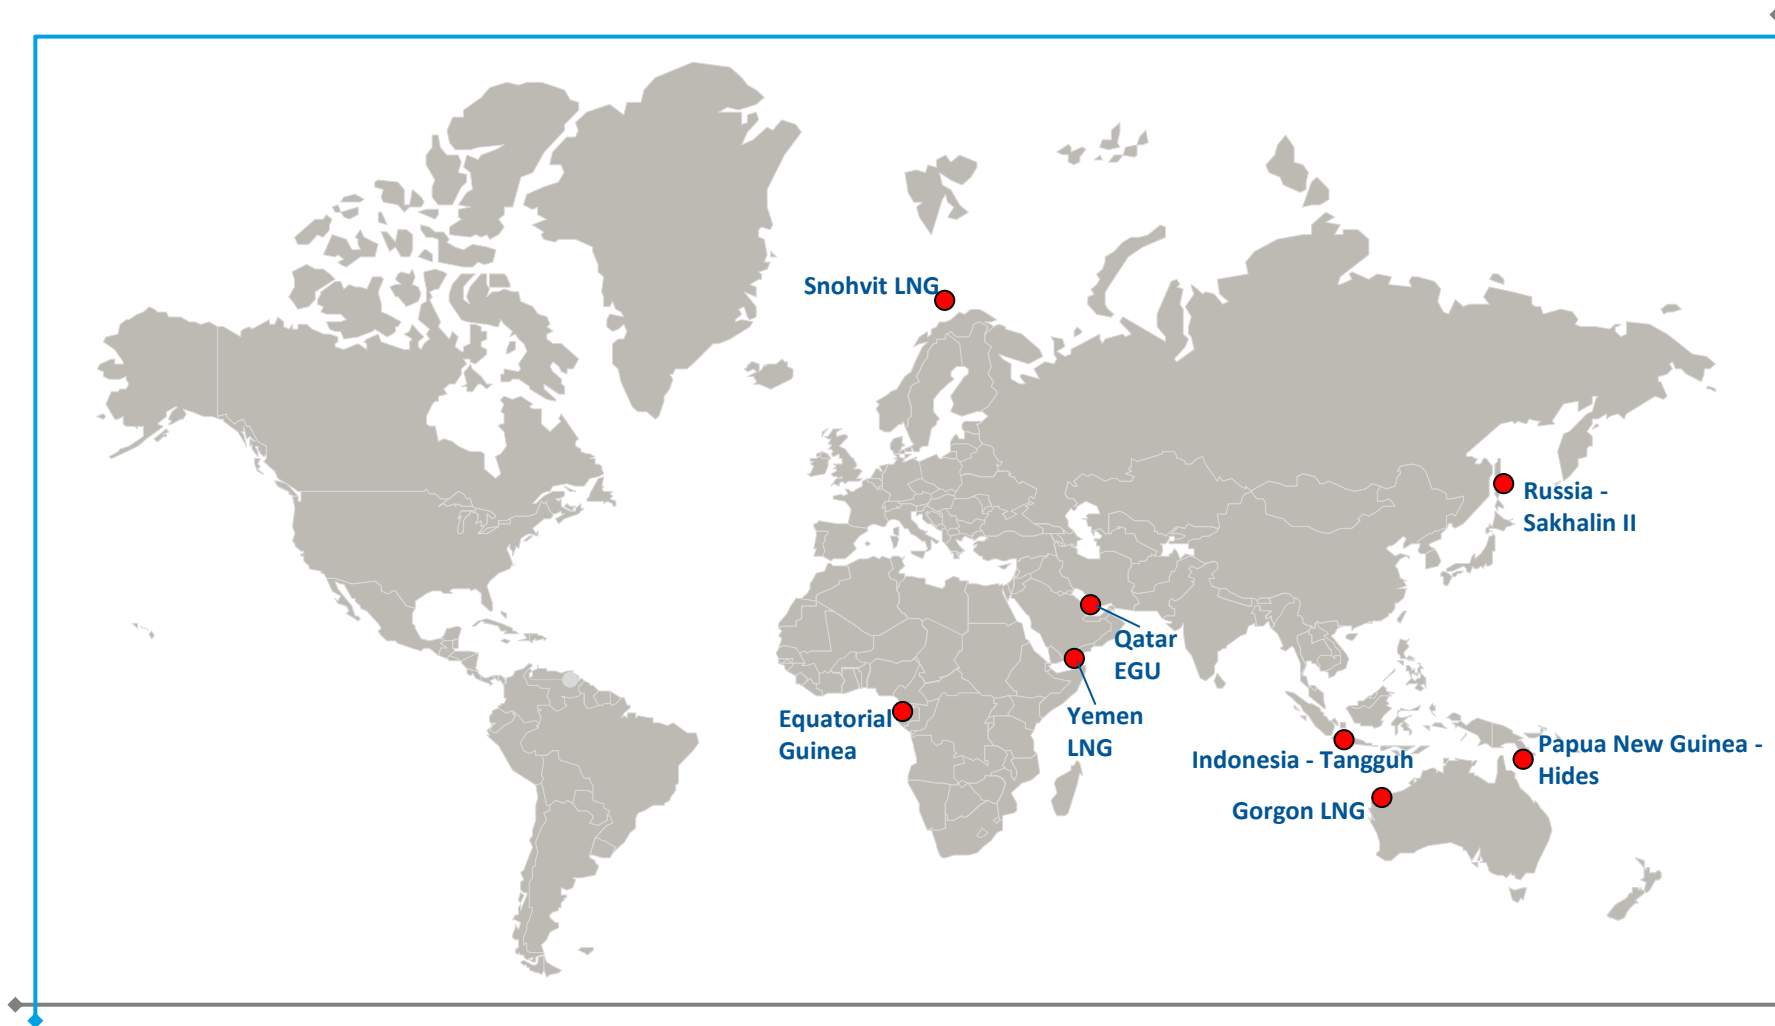 Snohvit LNG
Russia -
Sakhalin II
Qatar
EGU
Equatorial
Guinea
Yemen
LNG
Indonesia - Tangguh
Papua New Guinea -
Hides
Gorgon LNG